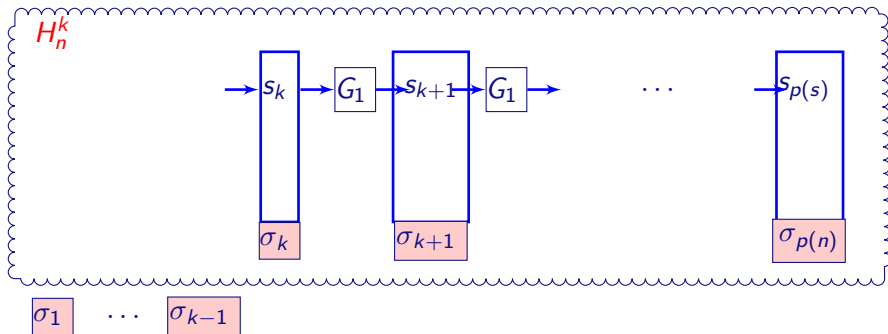 H_n^k
s_k G_1 s_{k+1} G_1 ⋯ s_{p(s)}
σ_k σ_{k+1} σ_{p(n)}
σ_1 ⋯ σ_{k−1}